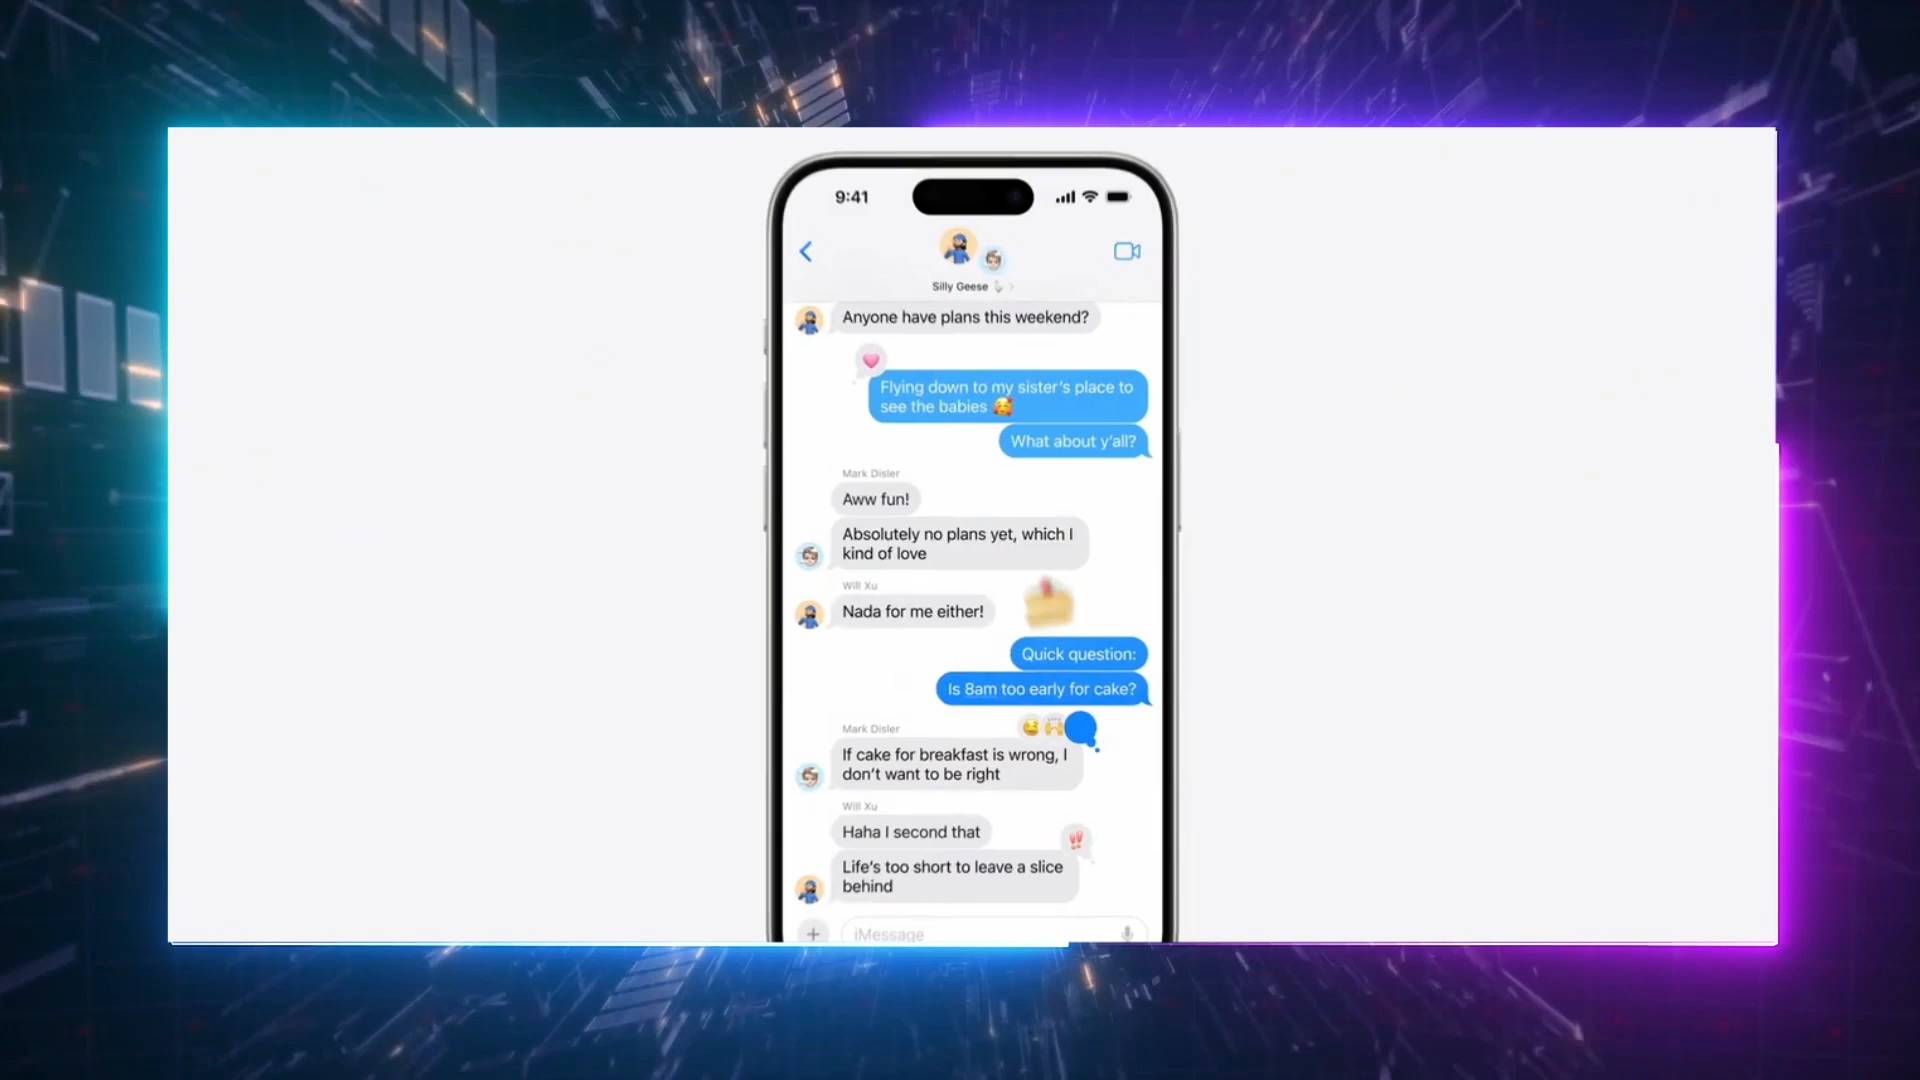 9:41
Silly Geese
Anyone have plans this weekend?
Flying down to my sister's place to
see the babies 🥰
What about y'all?
Mark Disler
Aww fun!
Absolutely no plans yet, which I
kind of love
Will Xu
Nada for me either!
Quick question:
Is 8am too early for cake?
Mark Disler
If cake for breakfast is wrong, I
don't want to be right
Will Xu
Haha I second that
Life's too short to leave a slice
behind
iMessage